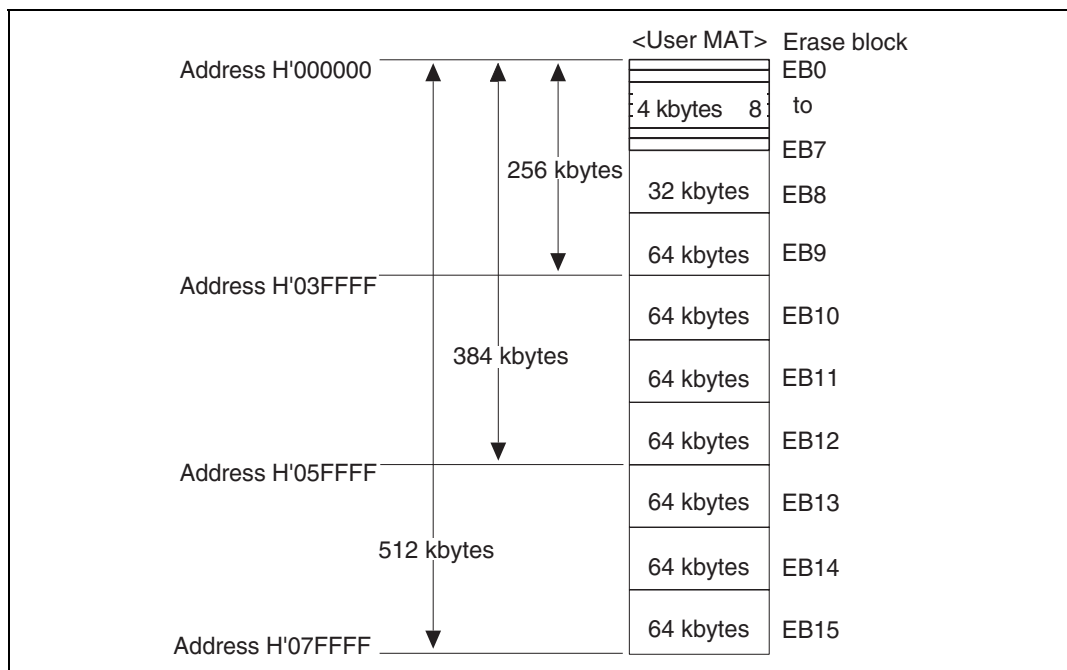 <User MAT> Erase block
Address H'000000
EB0
4 kbytes 8
to
EB7
256 kbytes
32 kbytes
EB8
64 kbytes
EB9
Address H'03FFFF
64 kbytes
EB10
384 kbytes
64 kbytes
EB11
64 kbytes
EB12
Address H'05FFFF
64 kbytes
EB13
512 kbytes
64 kbytes
EB14
64 kbytes
EB15
Address H'07FFFF